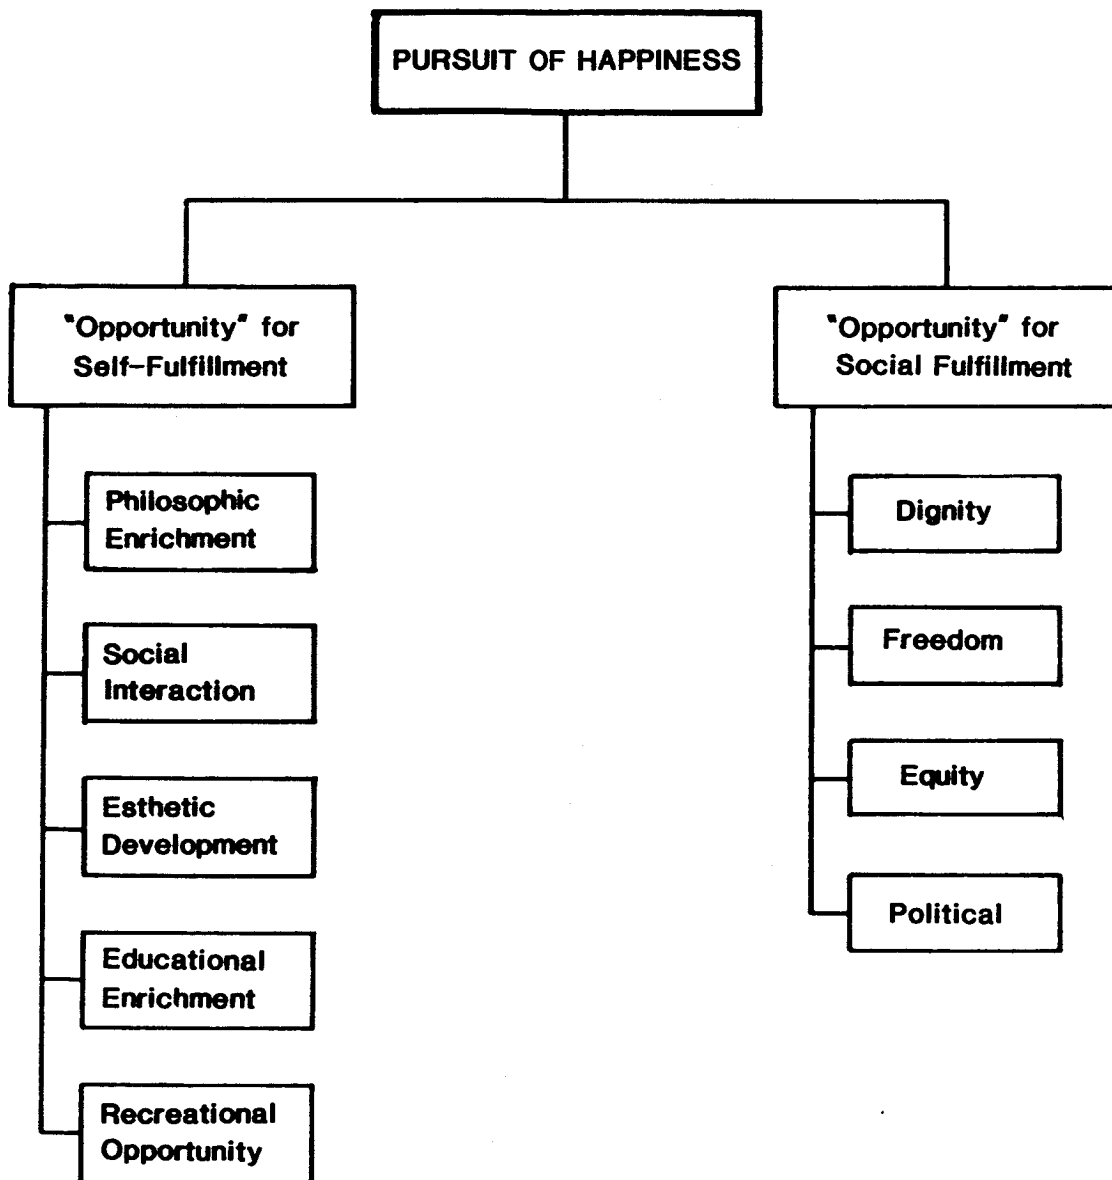 PURSUIT OF HAPPINESS
"Opportunity" for
Self-Fulfillment
Philosophic
Enrichment
Social
Interaction
Esthetic
Development
Educational
Enrichment
Recreational
Opportunity
"Opportunity" for
Social Fulfillment
Dignity
Freedom
Equity
Political